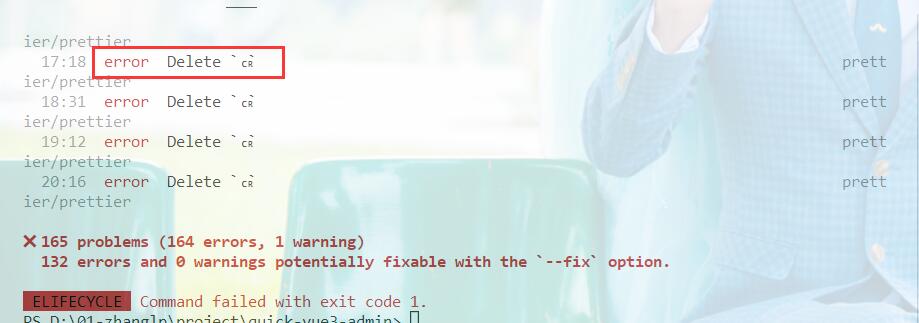 ier/prettier
17:18 error Delete `␍` prett
ier/prettier
18:31 error Delete `␍` prett
ier/prettier
19:12 error Delete `␍` prett
ier/prettier
20:16 error Delete `␍` prett
ier/prettier
❌ 165 problems (164 errors, 1 warning)
132 errors and 0 warnings potentially fixable with the `--fix` option.
ELIFECYCLE Command failed with exit code 1.
PS D:\01-zhanglp\project\quick-vue3-admin>